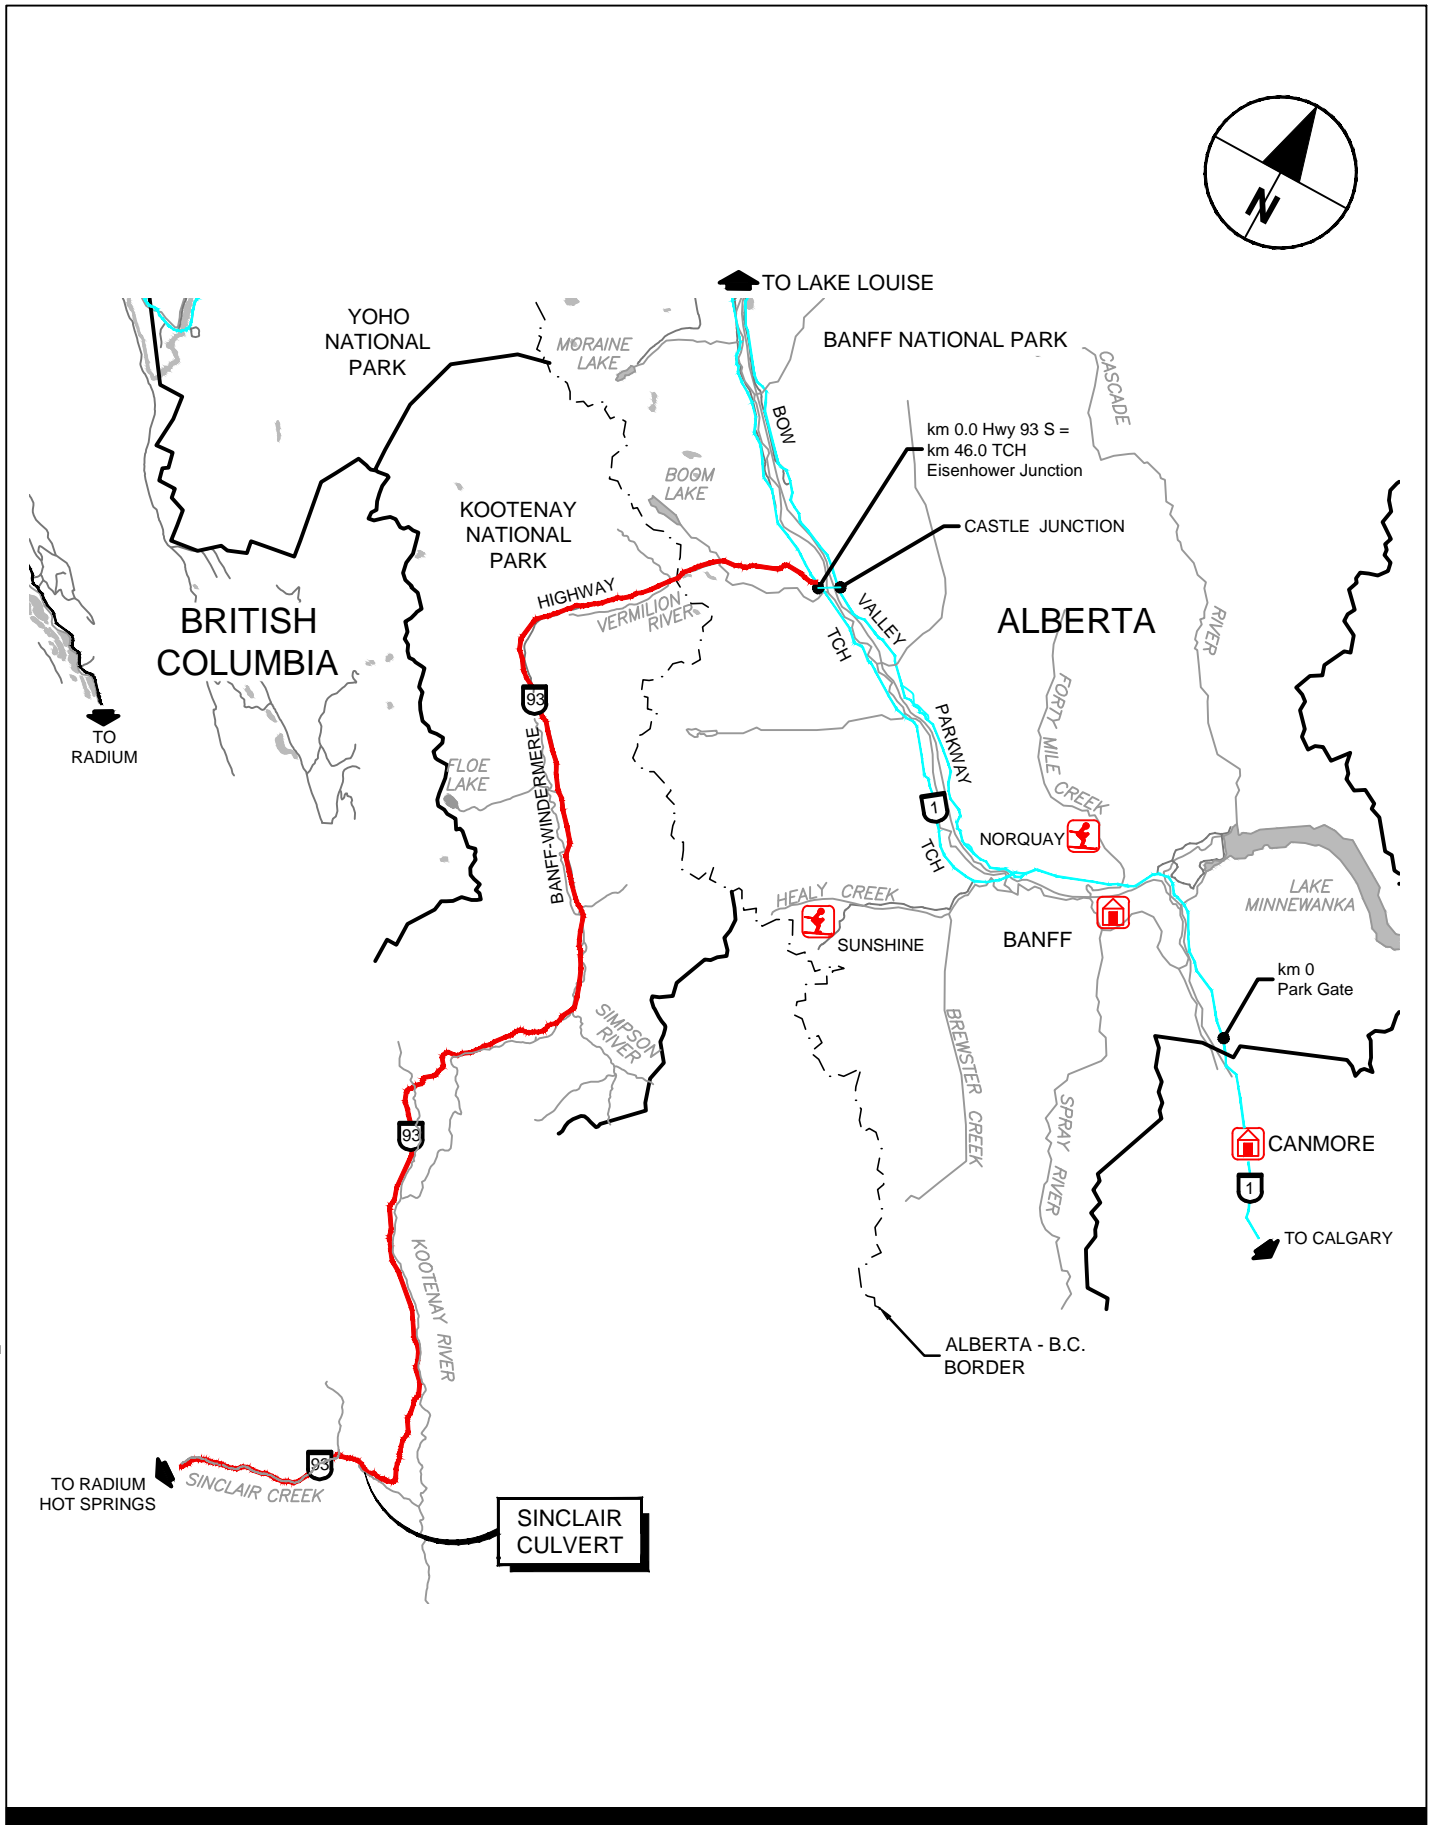 N
TO LAKE LOUISE
YOHO
NATIONAL
PARK
MORAINE
LAKE
BANFF NATIONAL PARK
CASCADE
RIVER
BOW
VALLEY
PARKWAY
km 0.0 Hwy 93 S =
km 46.0 TCH
Eisenhower Junction
BOOM
LAKE
KOOTENAY
NATIONAL
PARK
CASTLE JUNCTION
HIGHWAY
VERMILION
RIVER
BRITISH
COLUMBIA
ALBERTA
TCH
93
TO
RADIUM
FORTY MILE CREEK
FLOE
LAKE
BANFF-WINDERMERE
1
TCH
NORQUAY
HEALY CREEK
LAKE
MINNEWANKA
SUNSHINE
BANFF
km 0
Park Gate
SIMPSON
RIVER
BREWSTER CREEK
SPRAY RIVER
93
CANMORE
1
TO CALGARY
KOOTENAY RIVER
ALBERTA - B.C.
BORDER
93
TO RADIUM
HOT SPRINGS
SINCLAIR CREEK
SINCLAIR
CULVERT